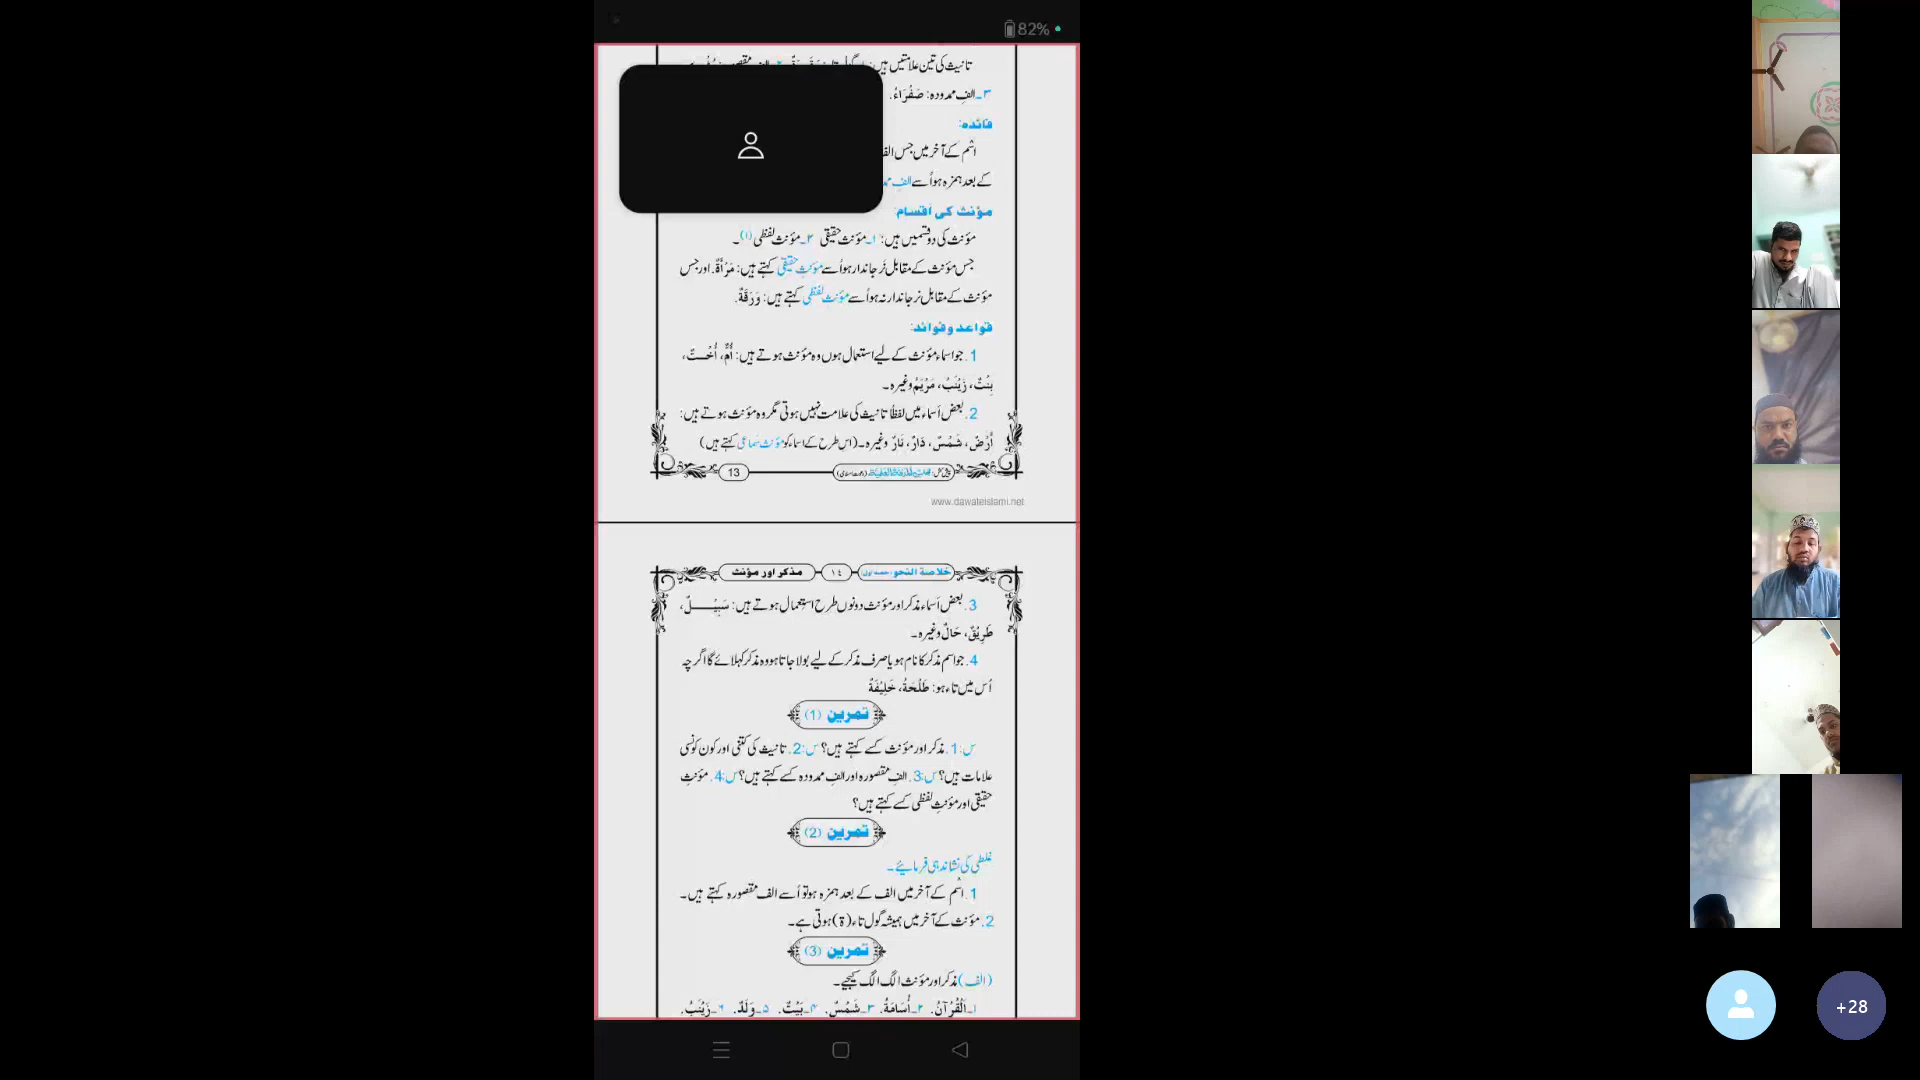 82%
تانیث کی تین علامتیں ہیں:
۳۔الفِ ممدودہ: صَفْرَاءُ.
فائدہ:
اسم کے آخر میں جس الف
کے بعد ہمزہ ہو اُسے الفِ
مؤنث کی اقسام:
مؤنث کی دو قسمیں ہیں: ۱۔مؤنث حقیقی ۲۔مؤنث لفظی(۱)۔
جس مؤنث کے مقابل نَر جاندار ہو اُسے مؤنثِ حقیقی کہتے ہیں: مَرْأَةٌ. اور جس
مؤنث کے مقابل نر جاندار نہ ہو اُسے مؤنثِ لفظی کہتے ہیں: وَرَقَةٌ.
قواعد وفوائد:
1. جو اسماء مؤنث کے لیے استعمال ہوں وہ مؤنث ہوتے ہیں: أُمٌّ، أُخْتٌ،
بِنْتٌ، زَيْنَبُ، مَرْيَمُ وغیرہ۔
2. بعض اَسماء میں لفظًا تانیث کی علامت نہیں ہوتی مگر وہ مؤنث ہوتے ہیں:
أَرْضٌ، شَمْسٌ، دَارٌ، نَارٌ وغیرہ۔ (اِس طرح کے اسماء کو مؤنث سَماعی کہتے ہیں)
13
www.dawateislami.net
خلاصة النحو حصہ اول
١٤
مذکر اور مؤنث
3. بعض اَسماء مذکر اور مؤنث دونوں طرح استعمال ہوتے ہیں: سَبِيْلٌ،
طَرِيْقٌ، حَالٌ وغیرہ۔
4. جو اسم مذکر کا نام ہو یا صرف مذکر کے لیے بولا جاتا ہو وہ مذکر کہلائے گا اگرچہ
اُس میں تاء ہو: طَلْحَةُ، خَلِيْفَةٌ
تمرین (1)
س:1. مذکر اور مؤنث کسے کہتے ہیں؟ س:2. تانیث کی کتنی اور کون کونسی
علامات ہیں؟ س:3. الفِ مقصورہ اور الفِ ممدودہ کسے کہتے ہیں؟ س:4. مؤنثِ
حقیقی اور مؤنثِ لفظی کسے کہتے ہیں؟
تمرین (2)
غلطی کی نشاندہی فرمائیے۔
1. اسم کے آخر میں الف کے بعد ہمزہ ہو تو اُسے الف مقصورہ کہتے ہیں۔
2. مؤنث کے آخر میں ہمیشہ گول تاء (ة) ہوتی ہے۔
تمرین (3)
(الف) مذکر اور مؤنث الگ الگ کیجیے۔
۱۔اَلْقُرْآنُ. ۲۔أُسَامَةُ. ۳۔شَمْسٌ. ۴۔بَيْتٌ. ۵۔وَلَدٌ. ۶۔زَيْنَبُ.
+28